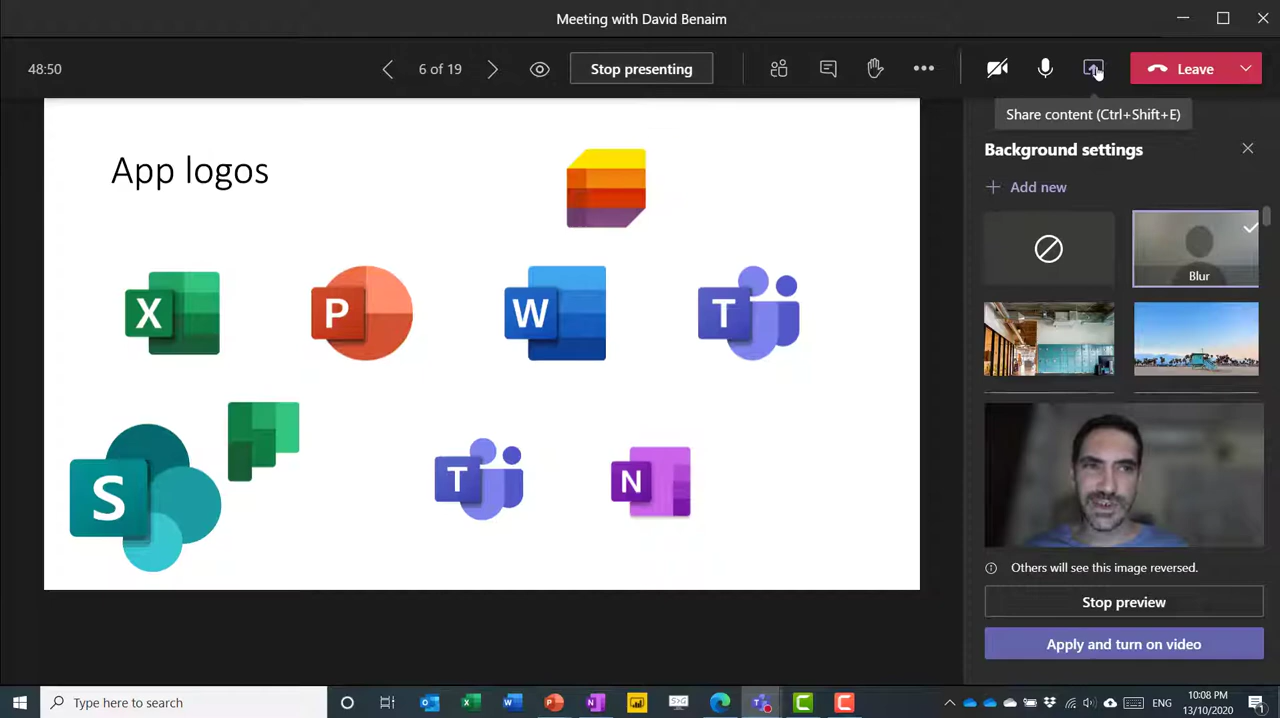 Meeting with David Benaim
48:50
6 of 19
Stop presenting
Leave
Share content (Ctrl+Shift+E)
Background settings
Add new
Blur
App logos
X
P
W
T
S
T
N
Others will see this image reversed.
Stop preview
Apply and turn on video
Type here to search
ENG
10:08 PM
13/10/2020